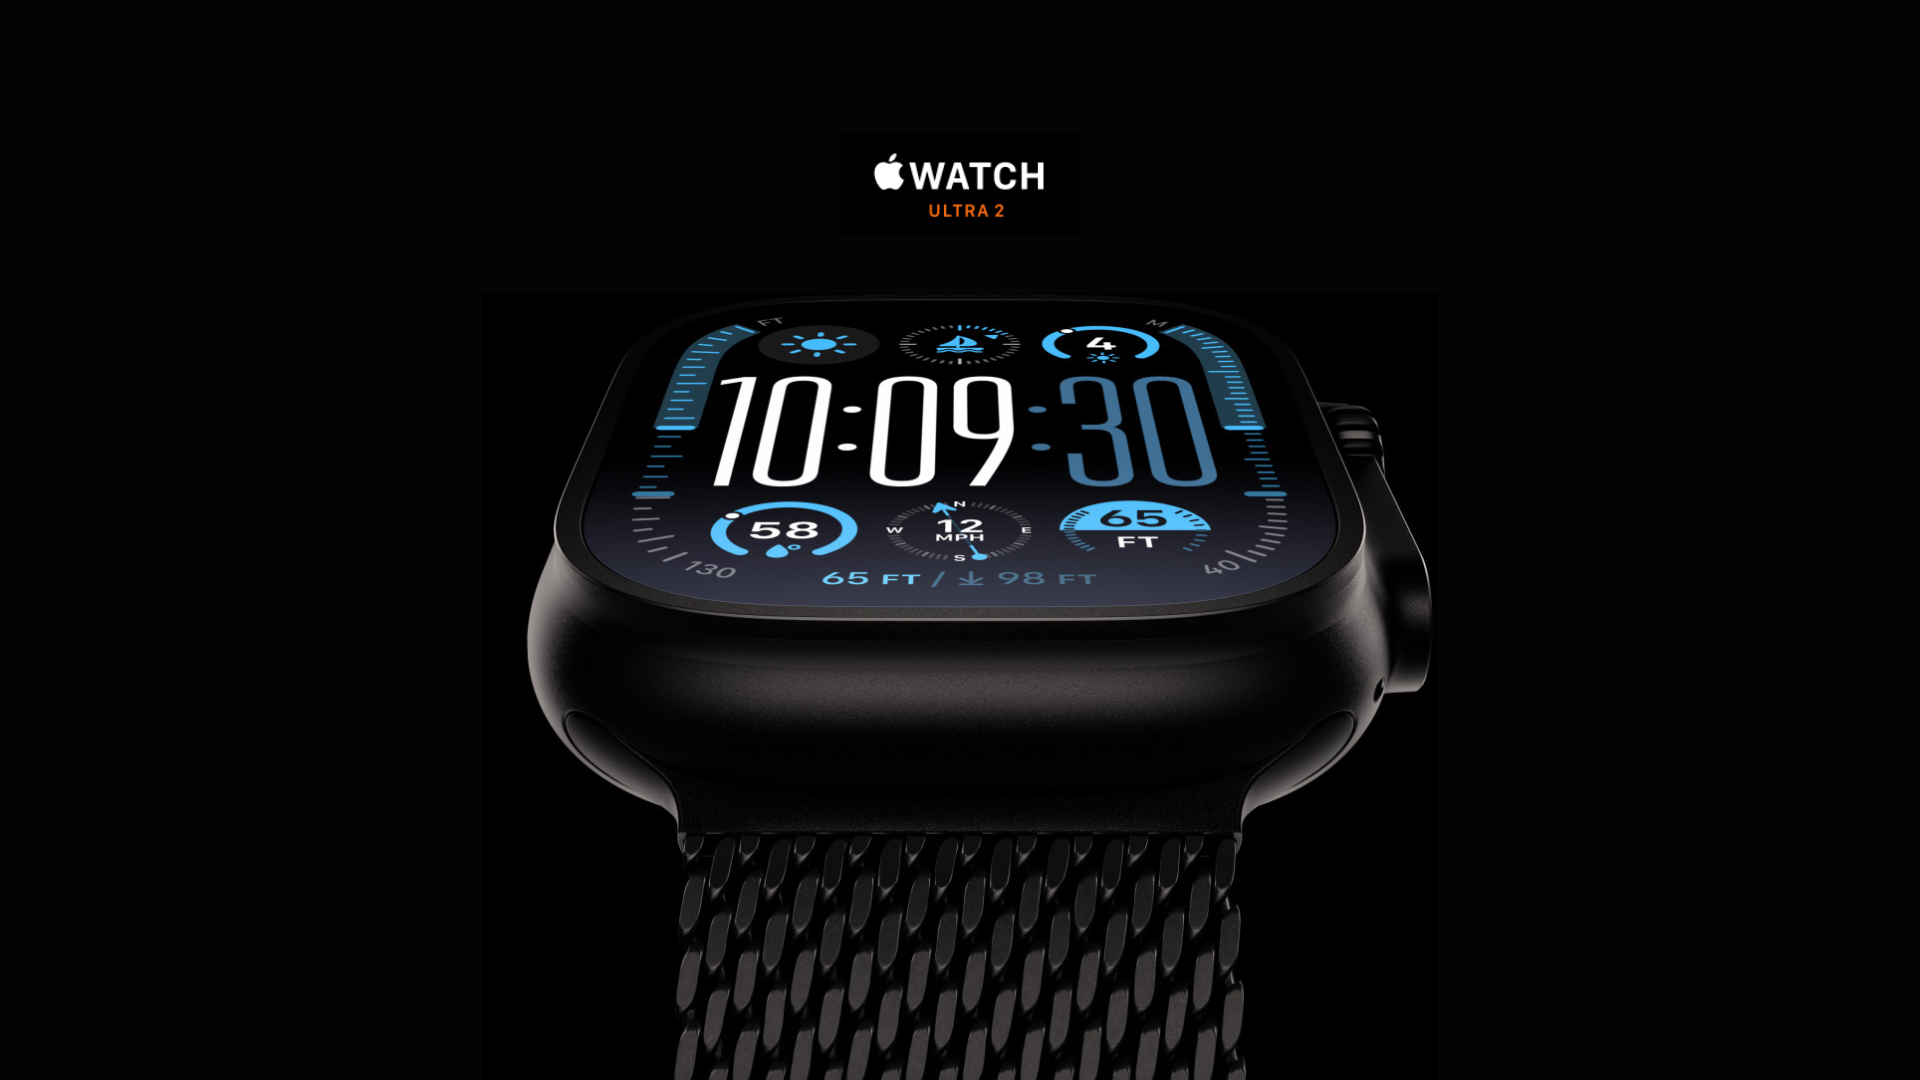 WATCH
ULTRA 2
FT
M
4
10:09:30
58
N
W
12
E
MPH
S
65
FT
130
40
65 FT / 98 FT